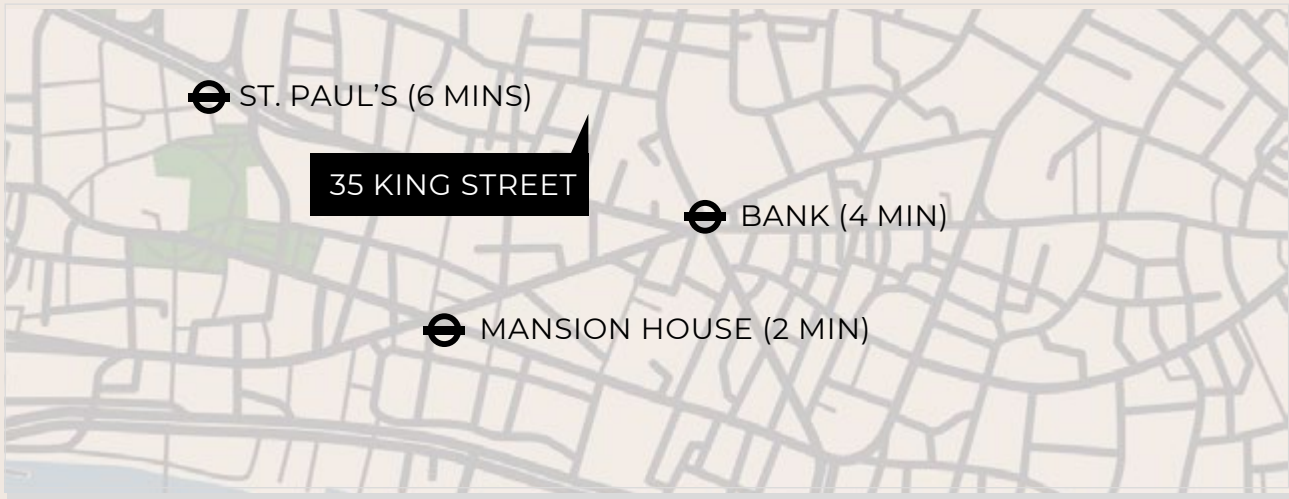 ST. PAUL’S (6 MINS)
35 KING STREET
BANK (4 MIN)
MANSION HOUSE (2 MIN)